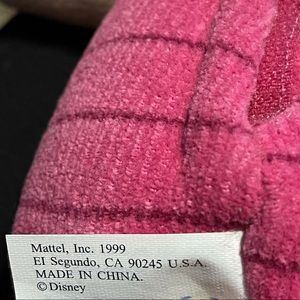 Mattel, Inc. 1999
El Segundo, CA 90245 U.S.A.
MADE IN CHINA.
©Disney